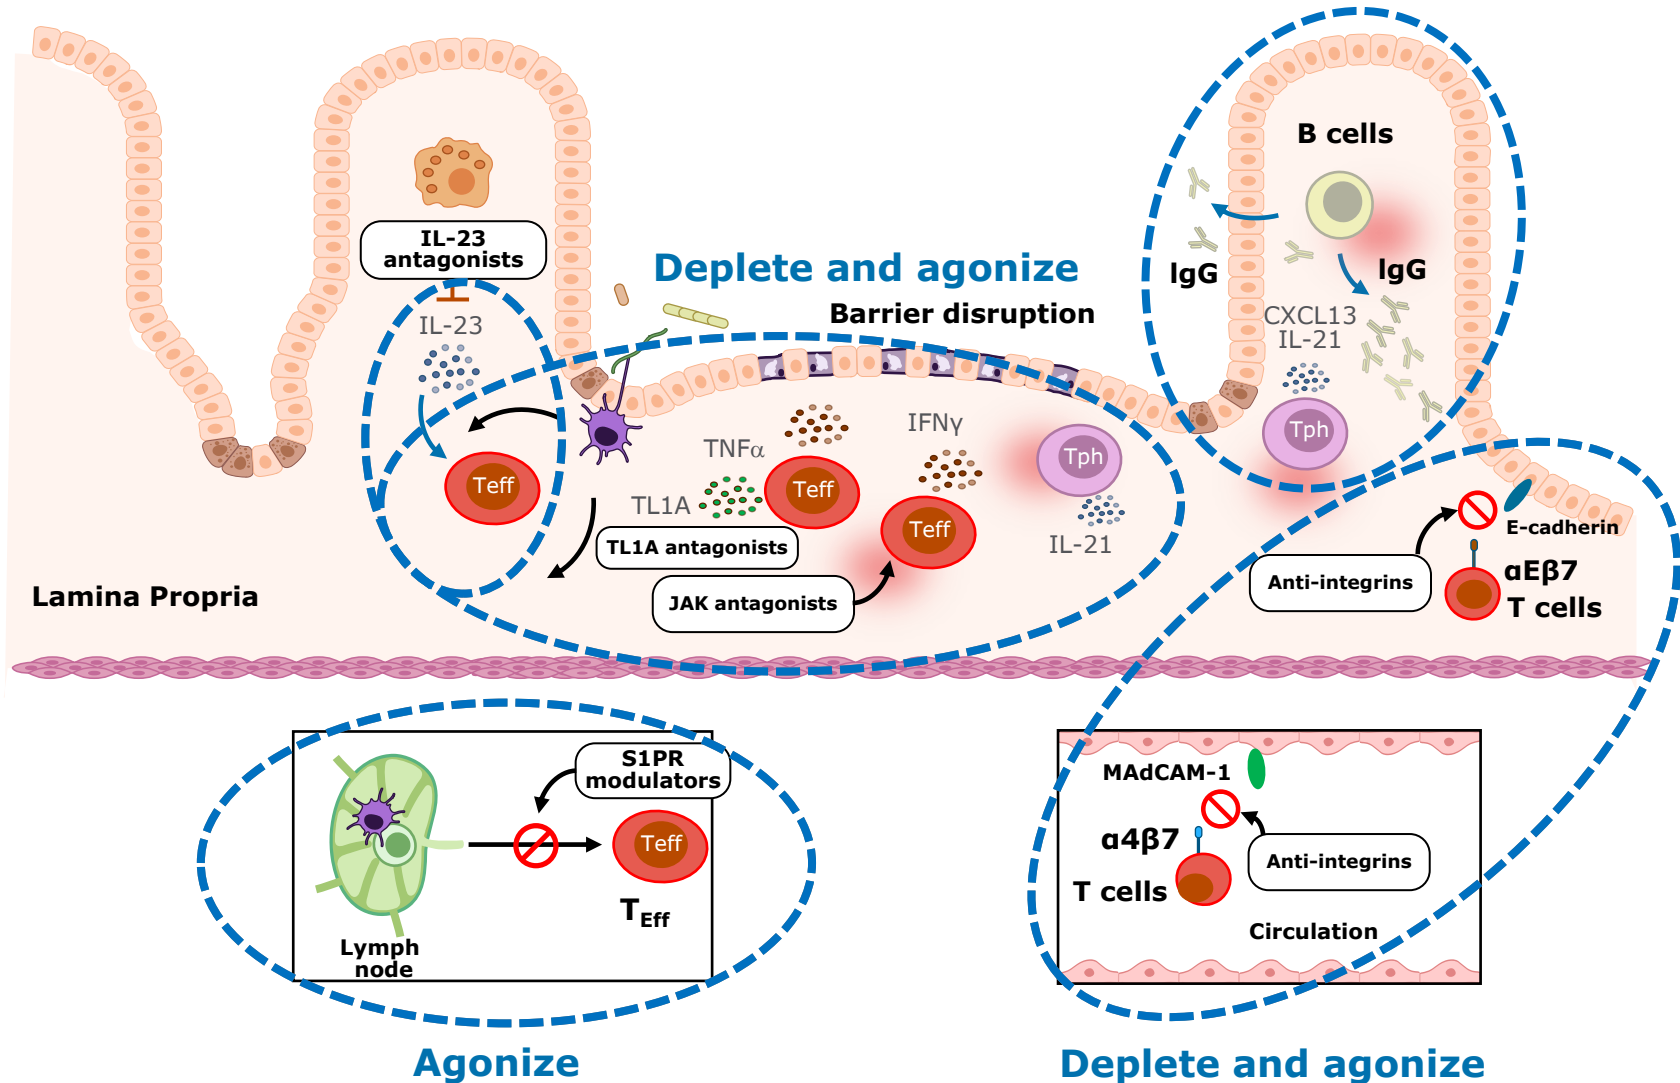 B cells
IL-23
antagonists
Deplete and agonize
IgG
IgG
Barrier disruption
IL-23
CXCL13
IL-21
IFNγ
Tph
TNFα
Tph
Teff
Teff
TL1A
E-cadherin
Teff
IL-21
TL1A antagonists
αEβ7
T cells
Anti-integrins
JAK antagonists
Lamina Propria
S1PR
modulators
MAdCAM-1
Teff
α4β7
T cells
Anti-integrins
TEff
Lymph
node
Circulation
Agonize
Deplete and agonize